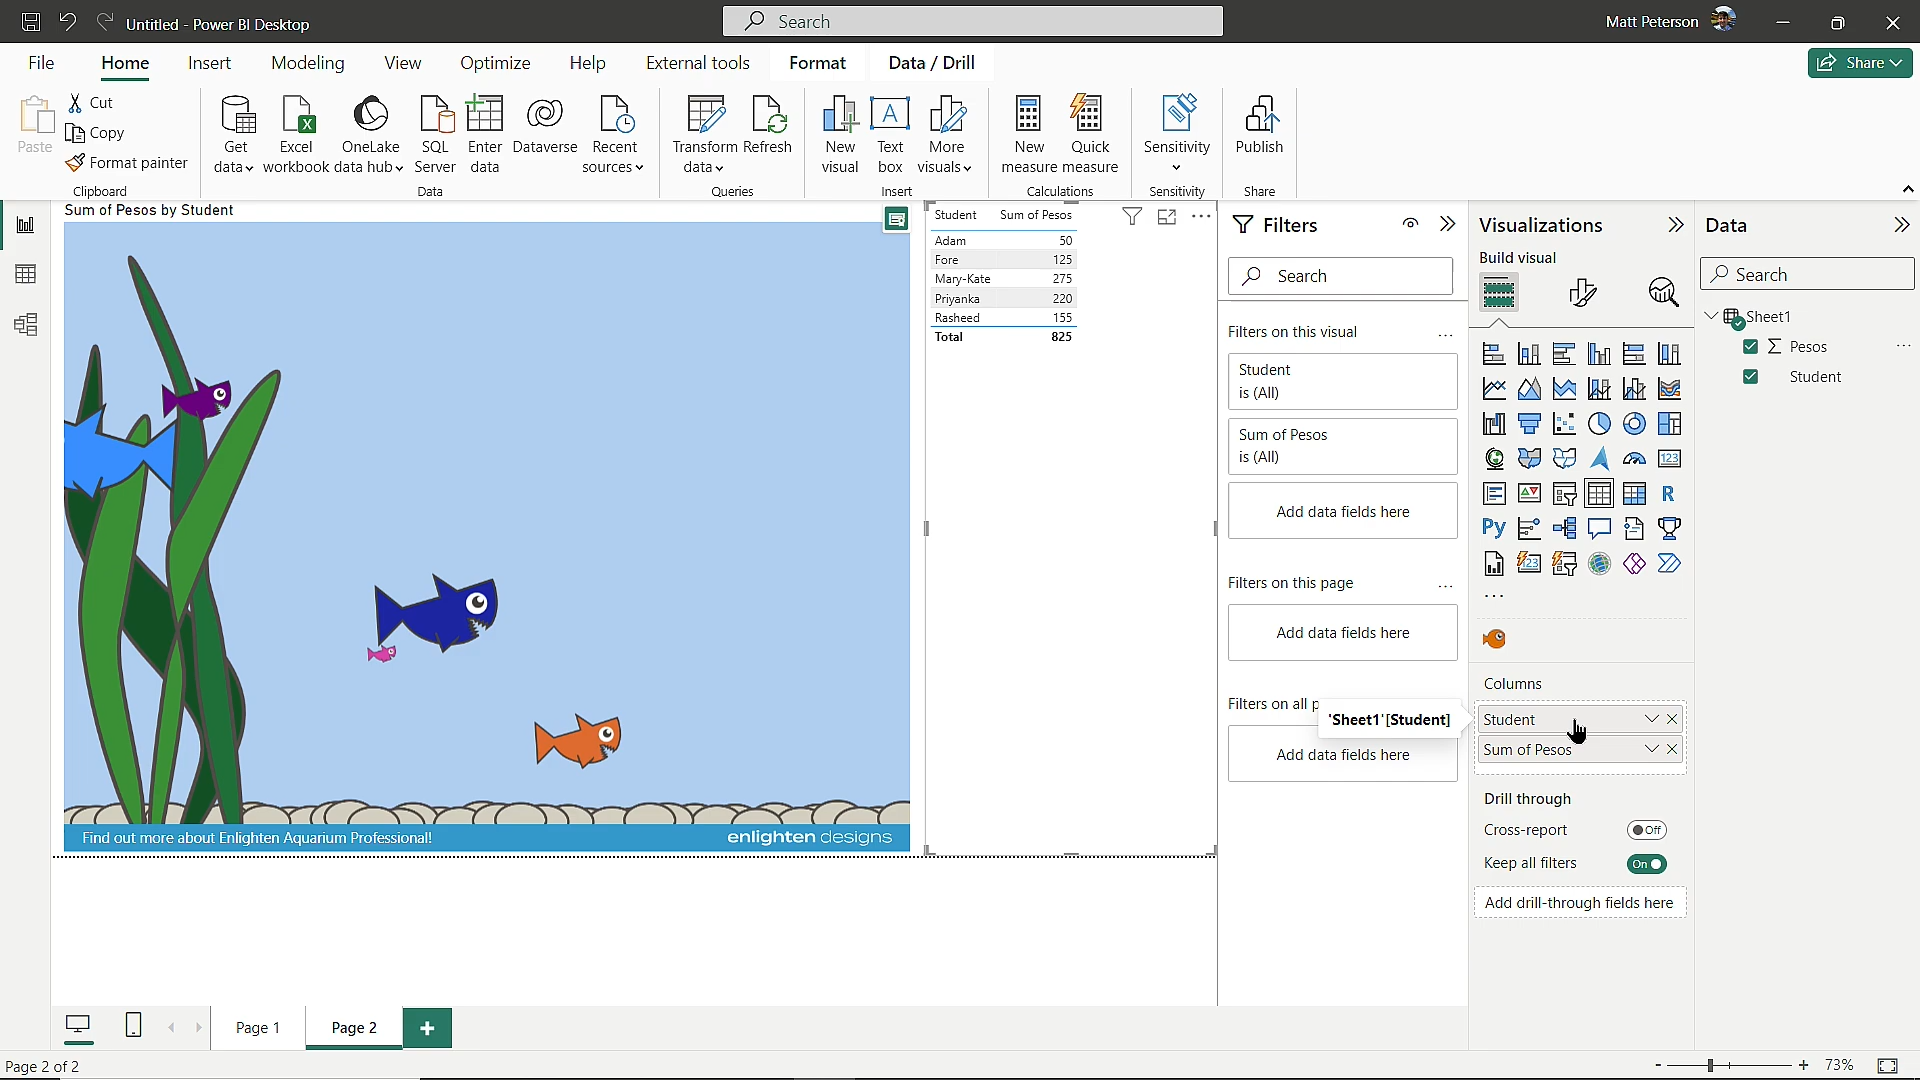 Untitled - Power BI Desktop
Search
Matt Peterson
File
Home
Insert
Modeling
View
Optimize
Help
External tools
Format
Data / Drill
Share
Paste
Cut
Copy
Format painter
Clipboard
Get data
Excel workbook
OneLake data hub
SQL Server
Enter data
Dataverse
Recent sources
Data
Transform data
Refresh
Queries
New visual
A
Text box
More visuals
Insert
New measure
Quick measure
Calculations
Sensitivity
Sensitivity
Publish
Share
Sum of Pesos by Student
Find out more about Enlighten Aquarium Professional!
enlighten designs
Student Sum of Pesos
Adam 50
Fore 125
Mary-Kate 275
Priyanka 220
Rasheed 155
Total 825
Filters
Search
Filters on this visual
Student
is (All)
Sum of Pesos
is (All)
Add data fields here
Filters on this page
Add data fields here
Filters on all p
'Sheet1'[Student]
Add data fields here
Visualizations
Build visual
123
R
Py
123
Columns
Student
Sum of Pesos
Drill through
Cross-report
Off
Keep all filters
On
Add drill-through fields here
Data
Search
Sheet1
Σ Pesos
Student
Page 1
Page 2
Page 2 of 2
- + 73%